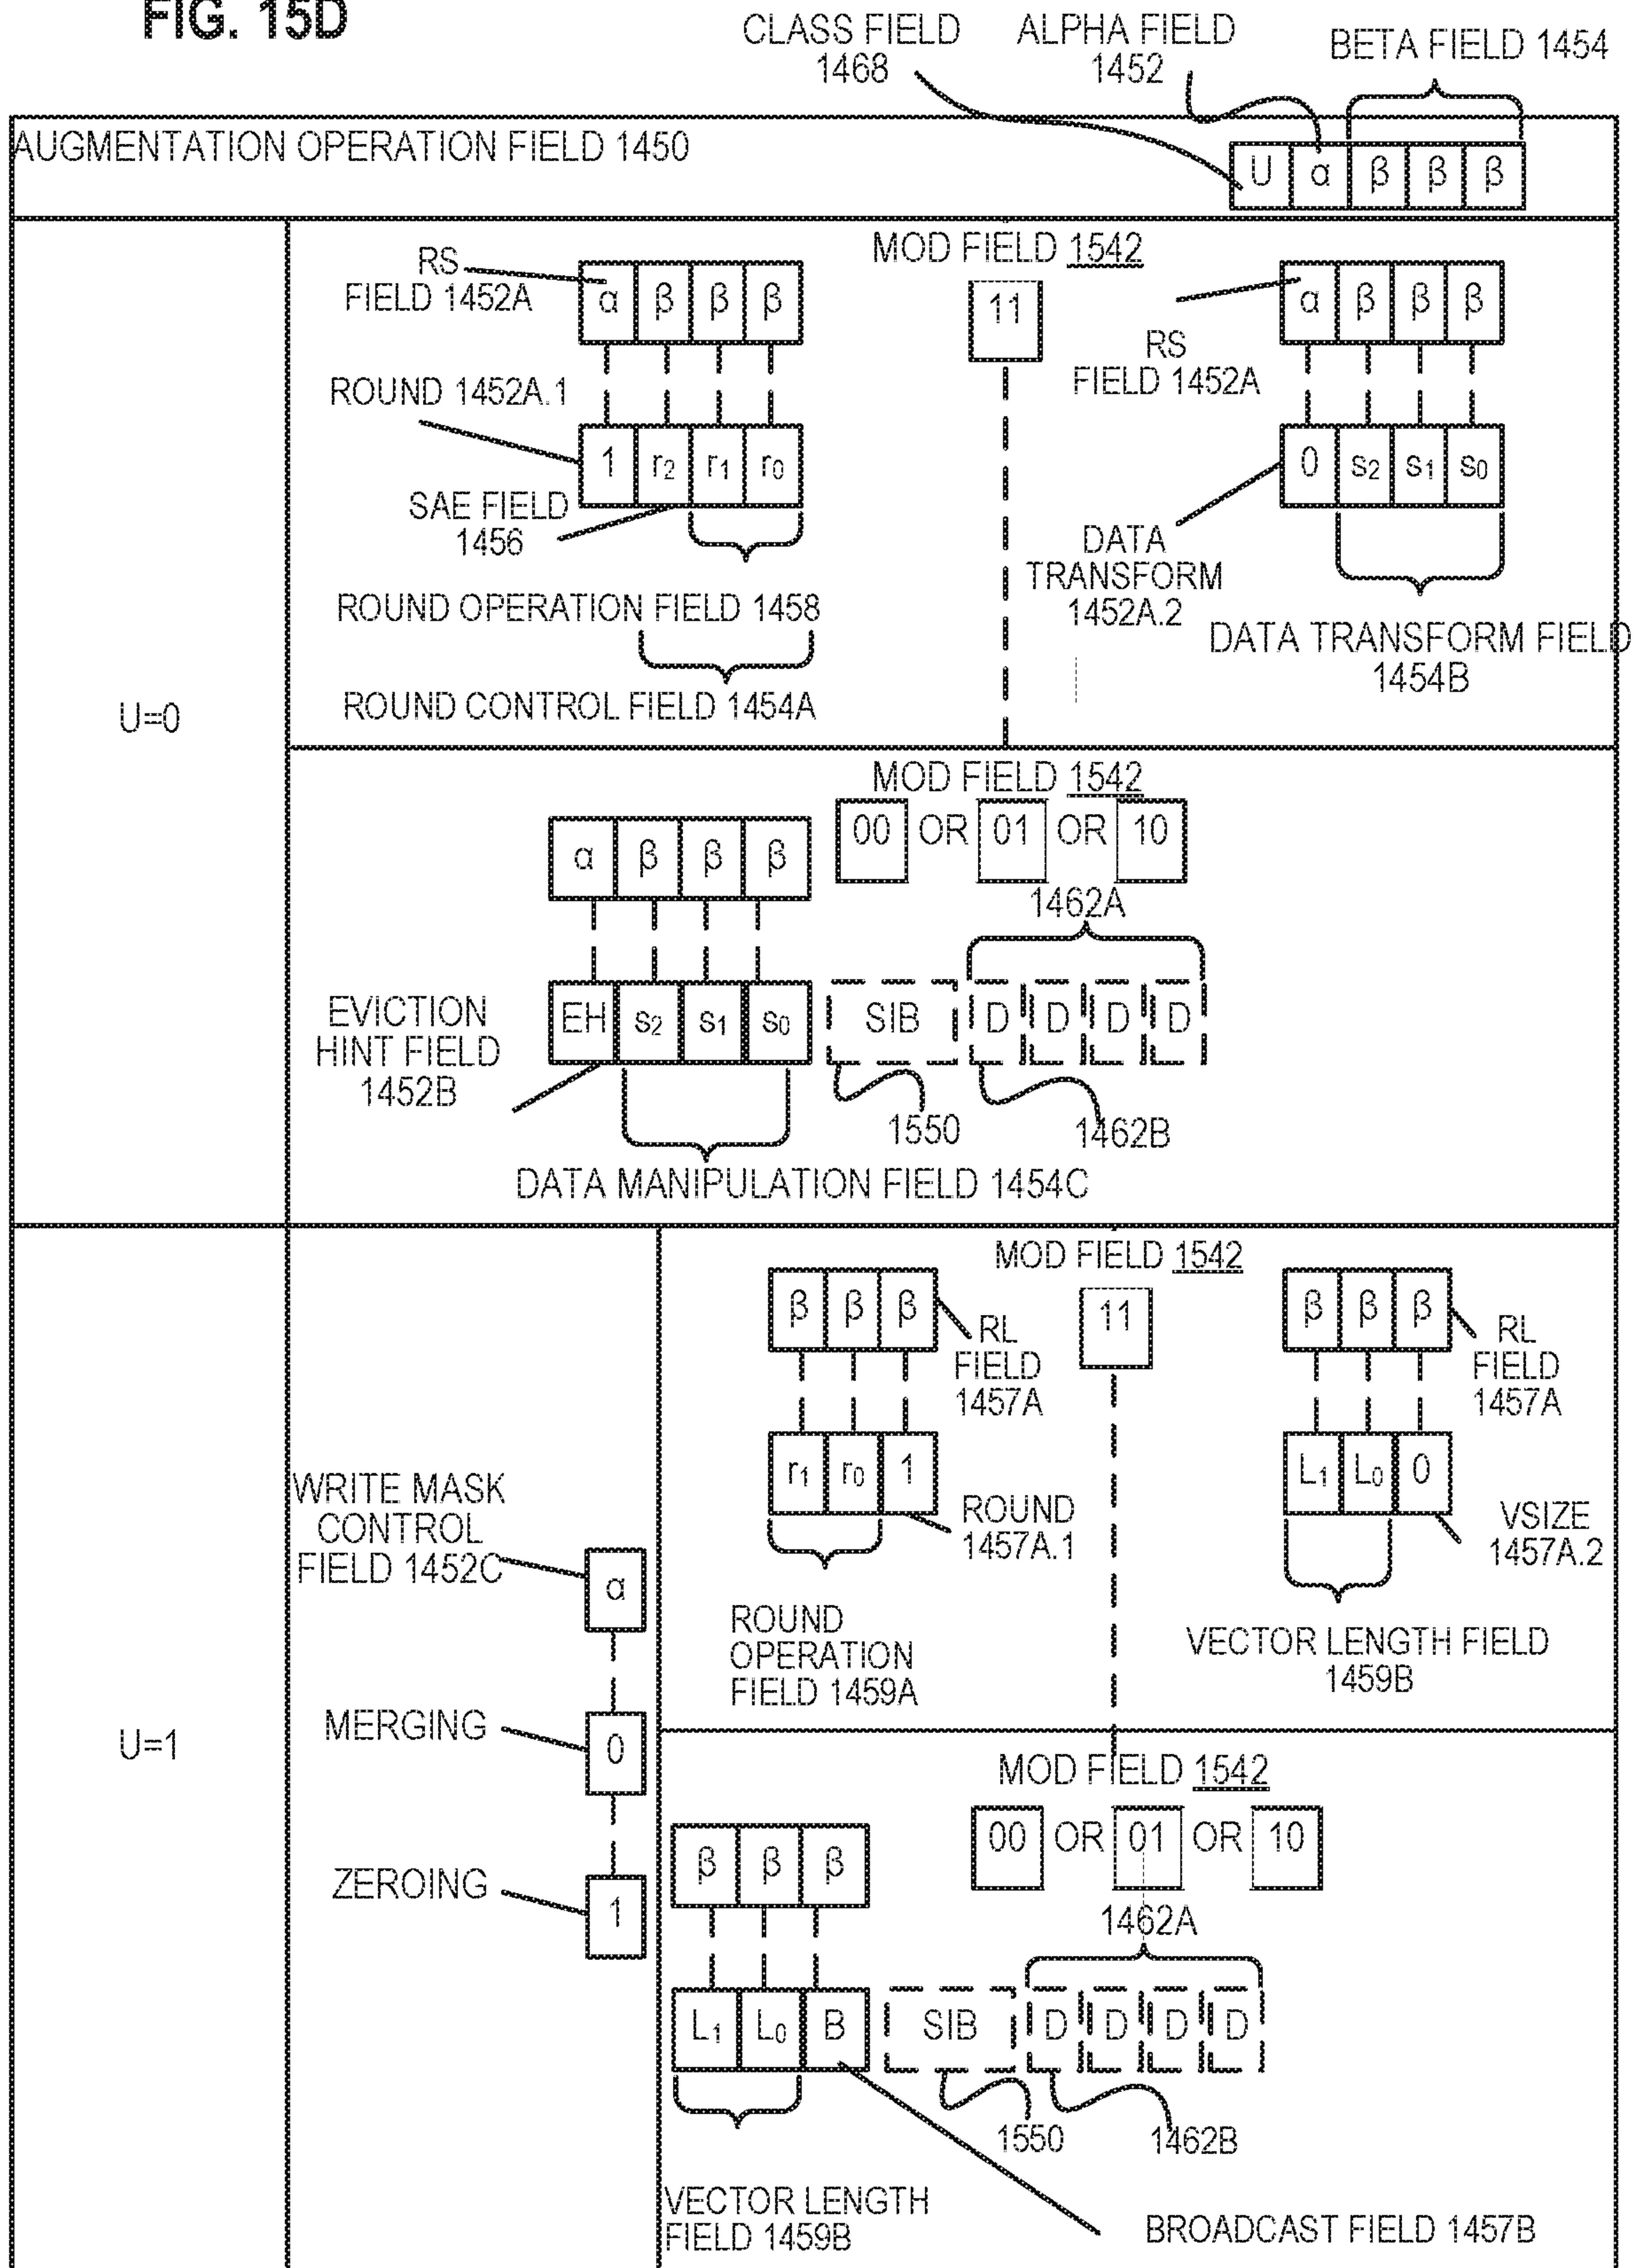 FIG. 15D
CLASS FIELD
1468
ALPHA FIELD
1452
BETA FIELD 1454
AUGMENTATION OPERATION FIELD 1450
U α β β β
U=0
MOD FIELD 1542
11
RS
FIELD 1452A
α β β β
ROUND 1452A.1
1 r2 r1 r0
SAE FIELD
1456
ROUND OPERATION FIELD 1458
ROUND CONTROL FIELD 1454A
α β β β
RS
FIELD 1452A
0 s2 s1 s0
DATA
TRANSFORM
1452A.2
DATA TRANSFORM FIELD
1454B
MOD FIELD 1542
00 OR 01 OR 10
α β β β
1462A
EVICTION
HINT FIELD
1452B
EH s2 s1 s0 SIB D D D D
1550
1462B
DATA MANIPULATION FIELD 1454C
U=1
WRITE MASK
CONTROL
FIELD 1452C
α
MERGING
0
ZEROING
1
MOD FIELD 1542
11
β β β
RL
FIELD
1457A
r1 r0 1
ROUND
1457A.1
ROUND
OPERATION
FIELD 1459A
β β β
RL
FIELD
1457A
L1 L0 0
VSIZE
1457A.2
VECTOR LENGTH FIELD
1459B
MOD FIELD 1542
00 OR 01 OR 10
β β β
1462A
L1 L0 B SIB D D D D
1550
1462B
VECTOR LENGTH
FIELD 1459B
BROADCAST FIELD 1457B